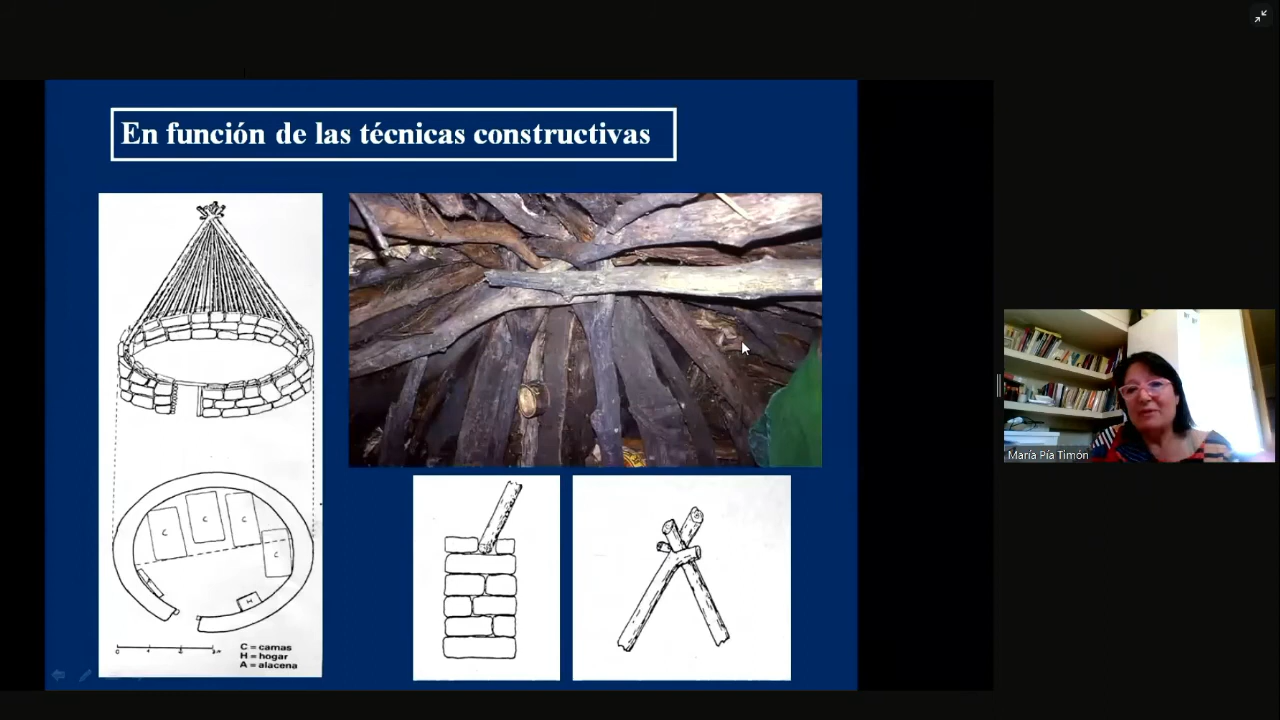 En función de las técnicas constructivas
C
C
C
C
H
C = camas
H = hogar
A = alacena
María Pía Timón